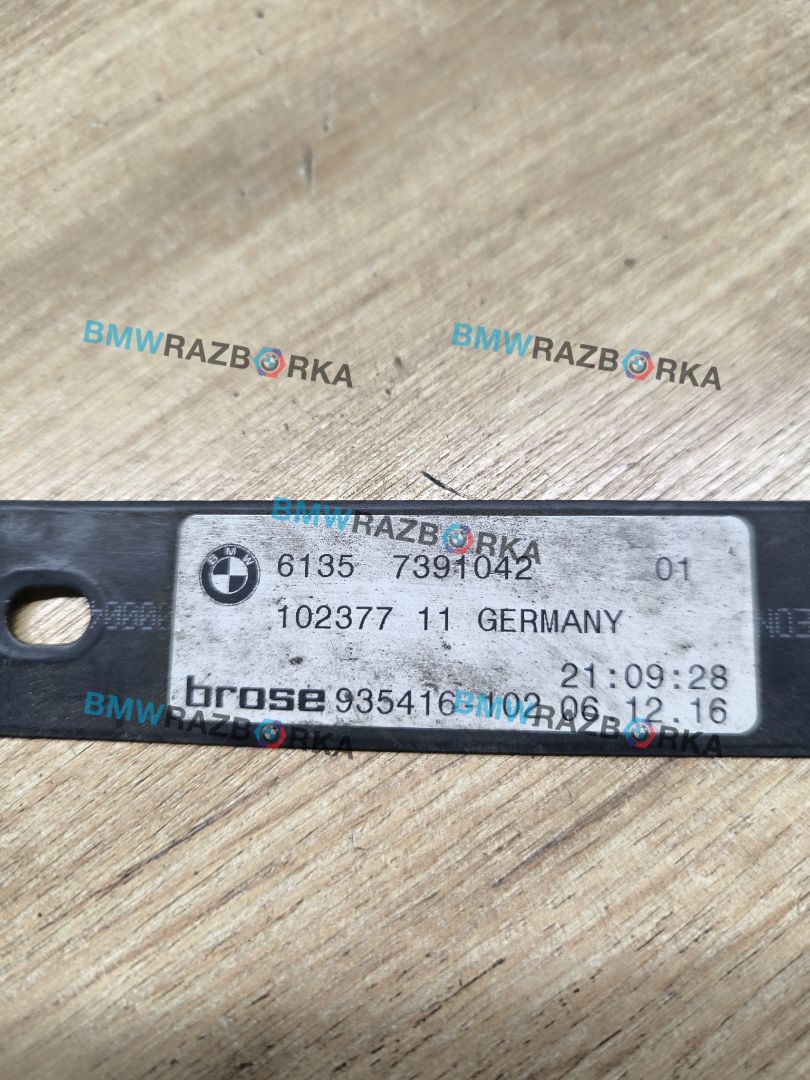 BMWRAZBORKA
BMWRAZBORKA
BMWRAZBORKA
BMW
6135 7391042 01
102377 11 GERMANY
21:09:28
brose 935416-102 06.12.16
BMWRAZBORKA
BMWRAZBORKA